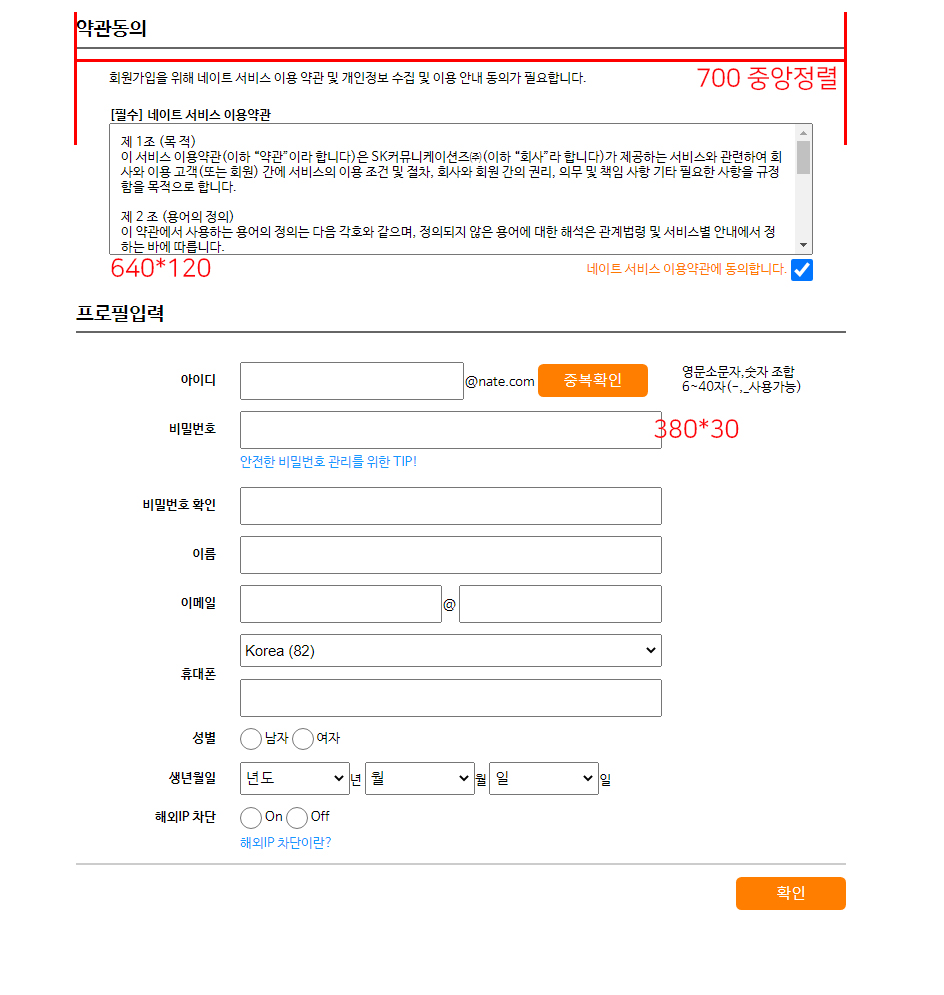 약관동의
회원가입을 위해 네이트 서비스 이용 약관 및 개인정보 수집 및 이용 안내 동의가 필요합니다.
700 중앙정렬
[필수] 네이트 서비스 이용약관
제 1조 (목 적)
이 서비스 이용약관(이하 “약관”이라 합니다)은 SK커뮤니케이션즈㈜(이하 “회사”라 합니다)가 제공하는 서비스와 관련하여 회
사와 이용 고객(또는 회원) 간에 서비스의 이용 조건 및 절차, 회사와 회원 간의 권리, 의무 및 책임 사항 기타 필요한 사항을 규정
함을 목적으로 합니다.
제 2 조 (용어의 정의)
이 약관에서 사용하는 용어의 정의는 다음 각호와 같으며, 정의되지 않은 용어에 대한 해석은 관계법령 및 서비스별 안내에서 정
하는 바에 따릅니다.
640*120
네이트 서비스 이용약관에 동의합니다.
프로필입력
아이디 @nate.com 중복확인 영문소문자,숫자 조합
6~40자(-,_사용가능)
비밀번호 380*30
안전한 비밀번호 관리를 위한 TIP!
비밀번호 확인
이름
이메일 @
Korea (82)
휴대폰
성별 남자 여자
생년월일 년도 년 월 월 일 일
해외IP 차단 On Off
해외IP 차단이란?
확인